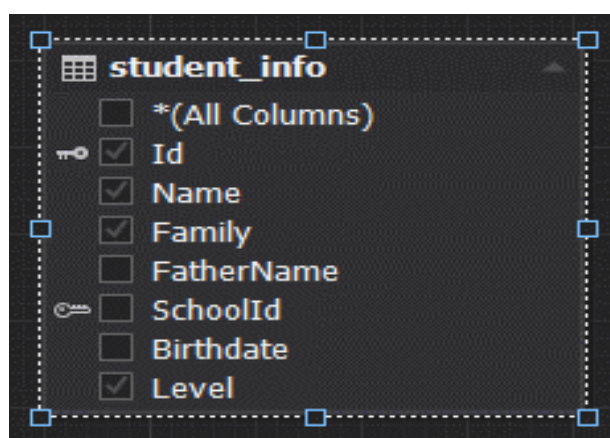 student_info
*(All Columns)
Id
Name
Family
FatherName
SchoolId
Birthdate
Level